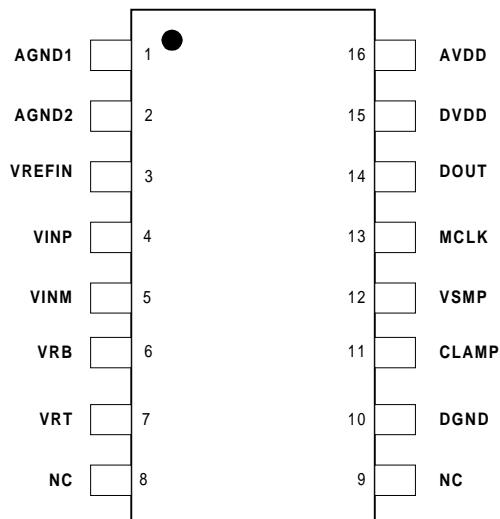 AGND1 1 16 AVDD
AGND2 2 15 DVDD
VREFIN 3 14 DOUT
VINP 4 13 MCLK
VINM 5 12 VSMP
VRB 6 11 CLAMP
VRT 7 10 DGND
NC 8 9 NC